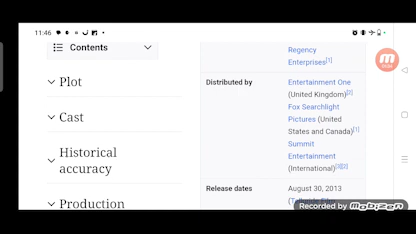 11:46
Contents
Plot
Cast
Historical
accuracy
Production
Regency
Enterprises[1]
Distributed by
Entertainment One
(United Kingdom)[2]
Fox Searchlight
Pictures (United
States and Canada)[1]
Summit
Entertainment
(International)[3][2]
Release dates
August 30, 2013
Recorded by Mobizen